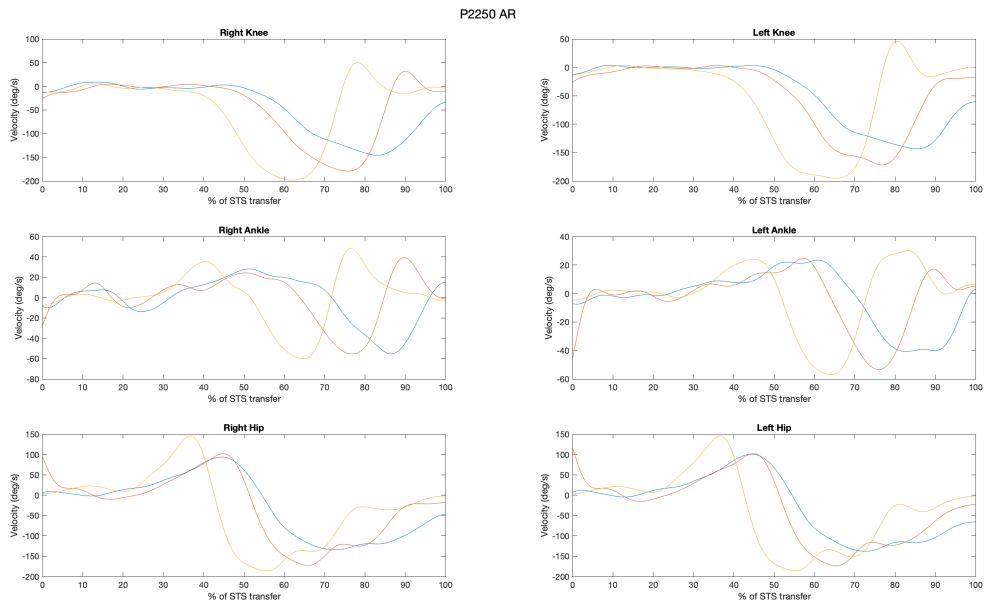 P2250 AR
Right Knee
100
50
0
-50
-100
-150
-200
Velocity (deg/s)
0 10 20 30 40 50 60 70 80 90 100
% of STS transfer
Left Knee
50
0
-50
-100
-150
-200
Velocity (deg/s)
0 10 20 30 40 50 60 70 80 90 100
% of STS transfer
Right Ankle
60
40
20
0
-20
-40
-60
-80
Velocity (deg/s)
0 10 20 30 40 50 60 70 80 90 100
% of STS transfer
Left Ankle
40
20
0
-20
-40
-60
Velocity (deg/s)
0 10 20 30 40 50 60 70 80 90 100
% of STS transfer
Right Hip
150
100
50
0
-50
-100
-150
-200
Velocity (deg/s)
0 10 20 30 40 50 60 70 80 90 100
% of STS transfer
Left Hip
150
100
50
0
-50
-100
-150
-200
Velocity (deg/s)
0 10 20 30 40 50 60 70 80 90 100
% of STS transfer